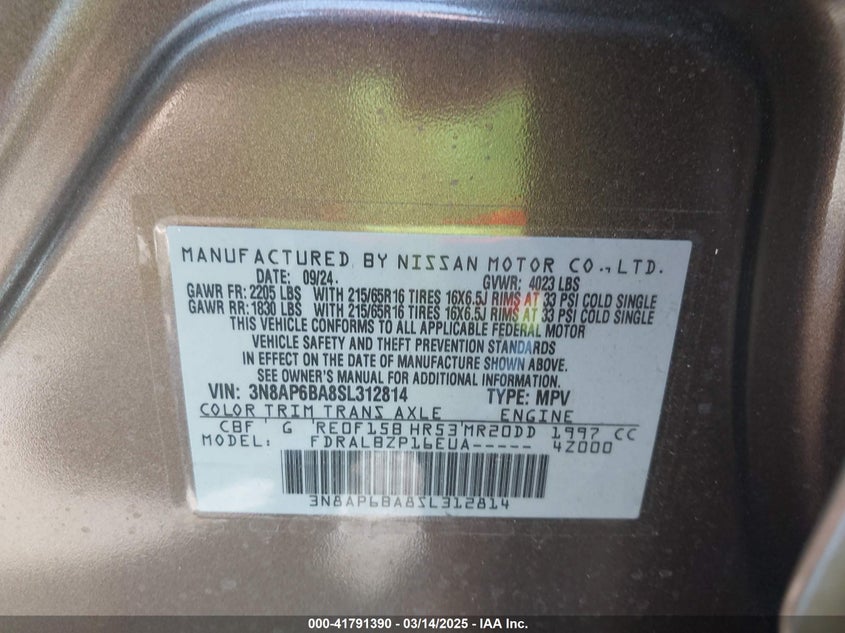 MANUFACTURED BY NISSAN MOTOR CO.,LTD.
DATE: 09/24. GVWR: 4023 LBS
GAWR FR: 2205 LBS WITH 215/65R16 TIRES 16X6.5J RIMS AT 33 PSI COLD SINGLE
GAWR RR: 1830 LBS WITH 215/65R16 TIRES 16X6.5J RIMS AT 33 PSI COLD SINGLE
THIS VEHICLE CONFORMS TO ALL APPLICABLE FEDERAL MOTOR
VEHICLE SAFETY AND THEFT PREVENTION STANDARDS
IN EFFECT ON THE DATE OF MANUFACTURE SHOWN ABOVE.
SEE OWNER'S MANUAL FOR ADDITIONAL INFORMATION.
VIN: 3N8AP6BA8SL312814 TYPE: MPV
COLOR TRIM TRANS AXLE ENGINE
CBF G RE0F15B HR53 MR20DD 1997 CC
MODEL: FDRALBZP16EUA----- 4Z000
3N8AP6BA8SL312814
000-41791390 - 03/14/2025 - IAA Inc.